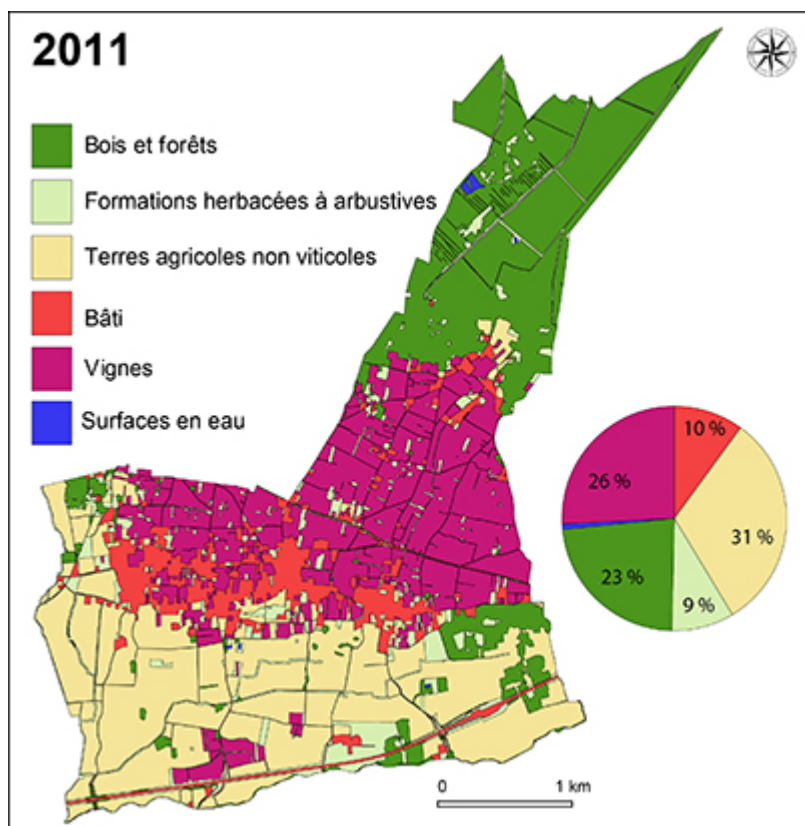 2011
Bois et forêts
Formations herbacées à arbustives
Terres agricoles non viticoles
Bâti
Vignes
Surfaces en eau
10 %
26 %
31 %
23 %
9 %
0 1 km